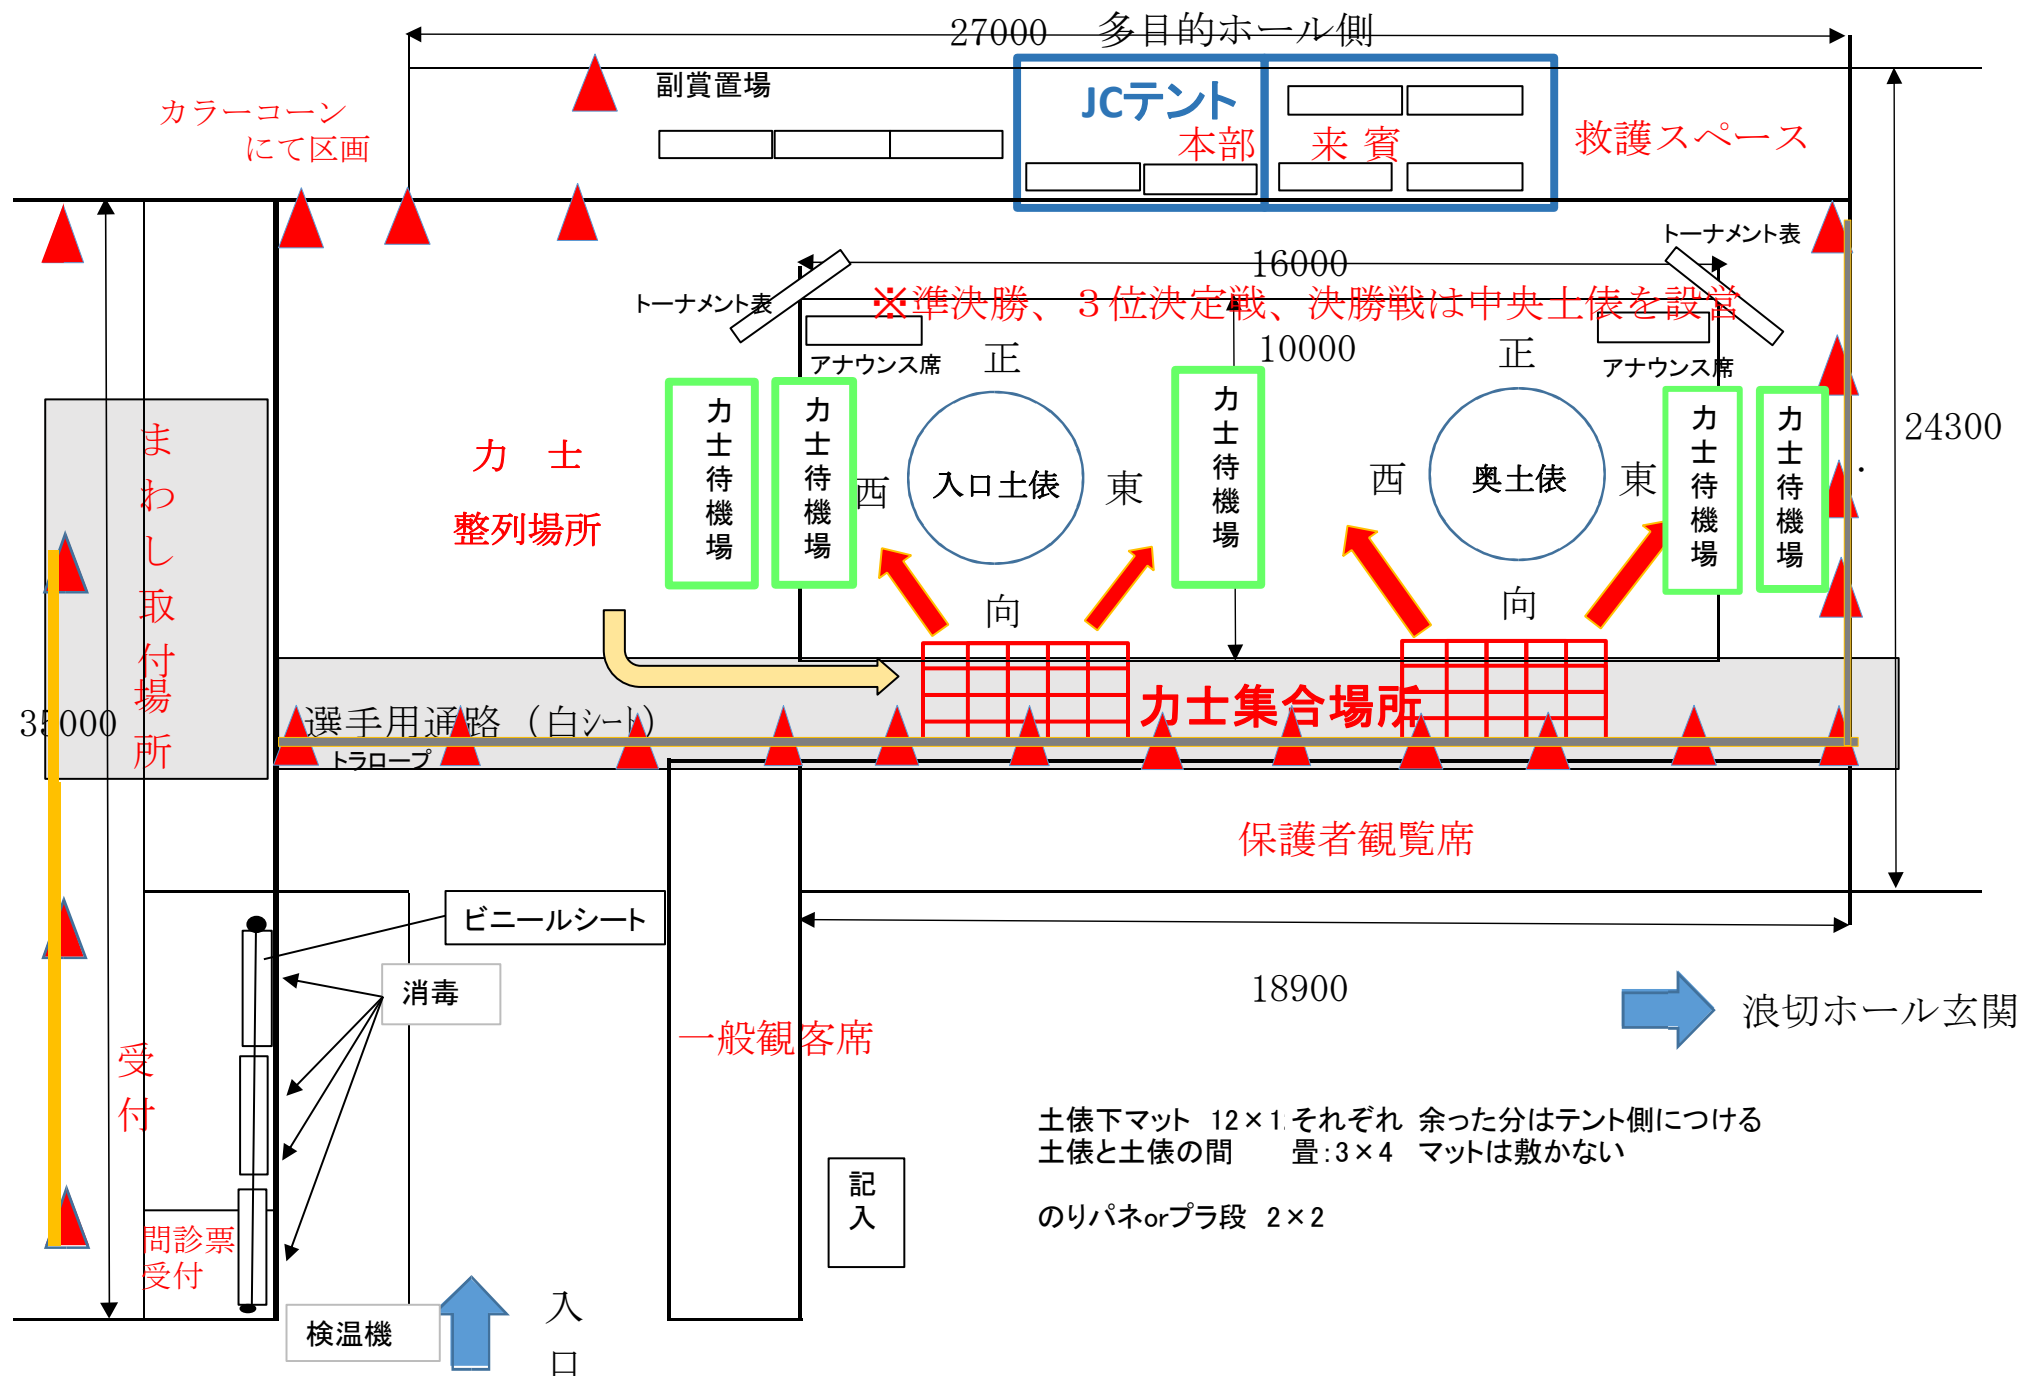 27000
多目的ホール側
副賞置場
JCテント
カラーコーン
にて区画
本部
来 賓
救護スペース
トーナメント表
トーナメント表
16000
※準決勝、３位決定戦、決勝戦は中央土俵を設営
10000
アナウンス席
アナウンス席
正
正
24300
力士待機場
力士待機場
力士待機場
力士待機場
力士待機場
まわし取付場所
力　士
整列場所
西
入口土俵
東
西
奥土俵
東
向
向
力士集合場所
35000
選手用通路（白シート）
トラロープ
保護者観覧席
ビニールシート
消毒
18900
浪切ホール玄関
一般観客席
受付
土俵下マット　12×1 それぞれ　余った分はテント側につける
土俵と土俵の間　畳:3×4　マットは敷かない
記入
のりパネorプラ段　2×2
問診票
受付
検温機
入口